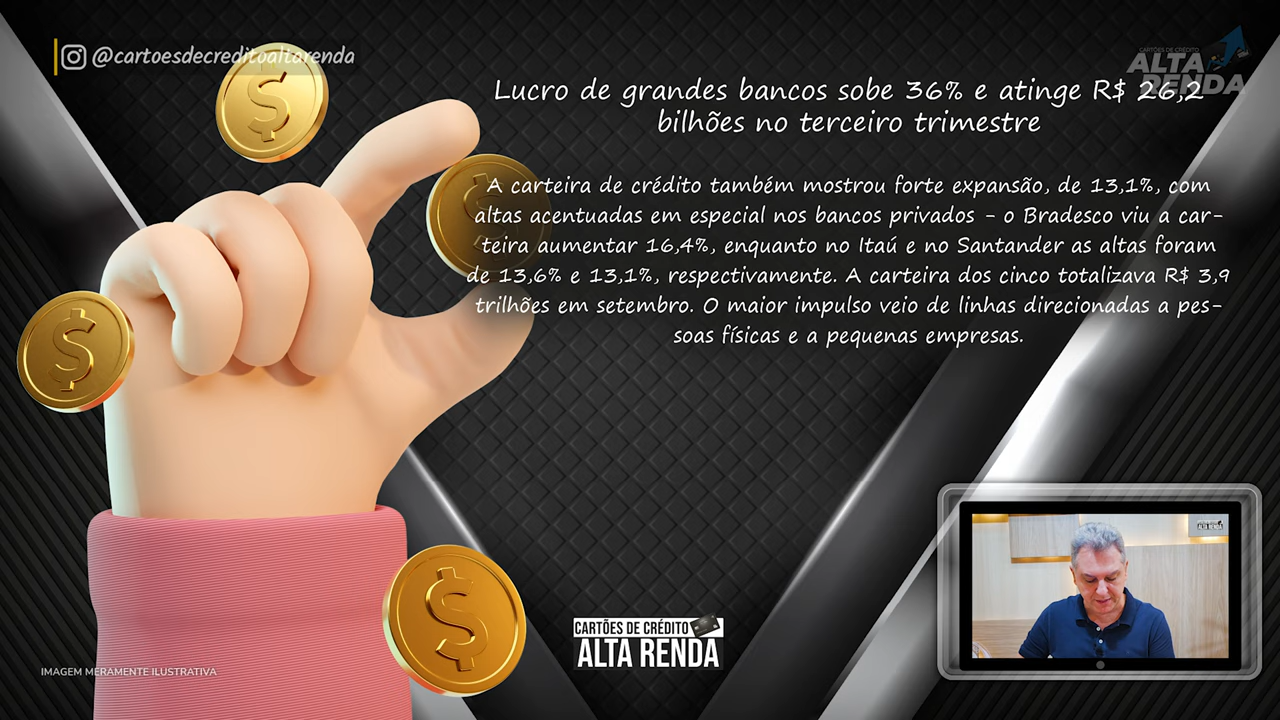 @cartoesdecreditoaltarenda
CARTÕES DE CRÉDITO
ALTA
RENDA
Lucro de grandes bancos sobe 36% e atinge R$ 26,2
bilhões no terceiro trimestre
A carteira de crédito também mostrou forte expansão, de 13,1%, com
altas acentuadas em especial nos bancos privados - o Bradesco viu a car-
teira aumentar 16,4%, enquanto no Itaú e no Santander as altas foram
de 13,6% e 13,1%, respectivamente. A carteira dos cinco totalizava R$ 3,9
trilhões em setembro. O maior impulso veio de linhas direcionadas a pes-
soas físicas e a pequenas empresas.
CARTÕES DE CRÉDITO
ALTA RENDA
ALTA RENDA
IMAGEM MERAMENTE ILUSTRATIVA